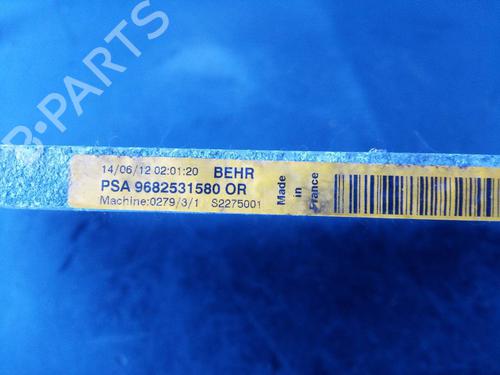 B-PARTS
14/06/12 02:01:20 BEHR
PSA 9682531580 OR
Machine:0279/3/1 S2275001
Made
in
France